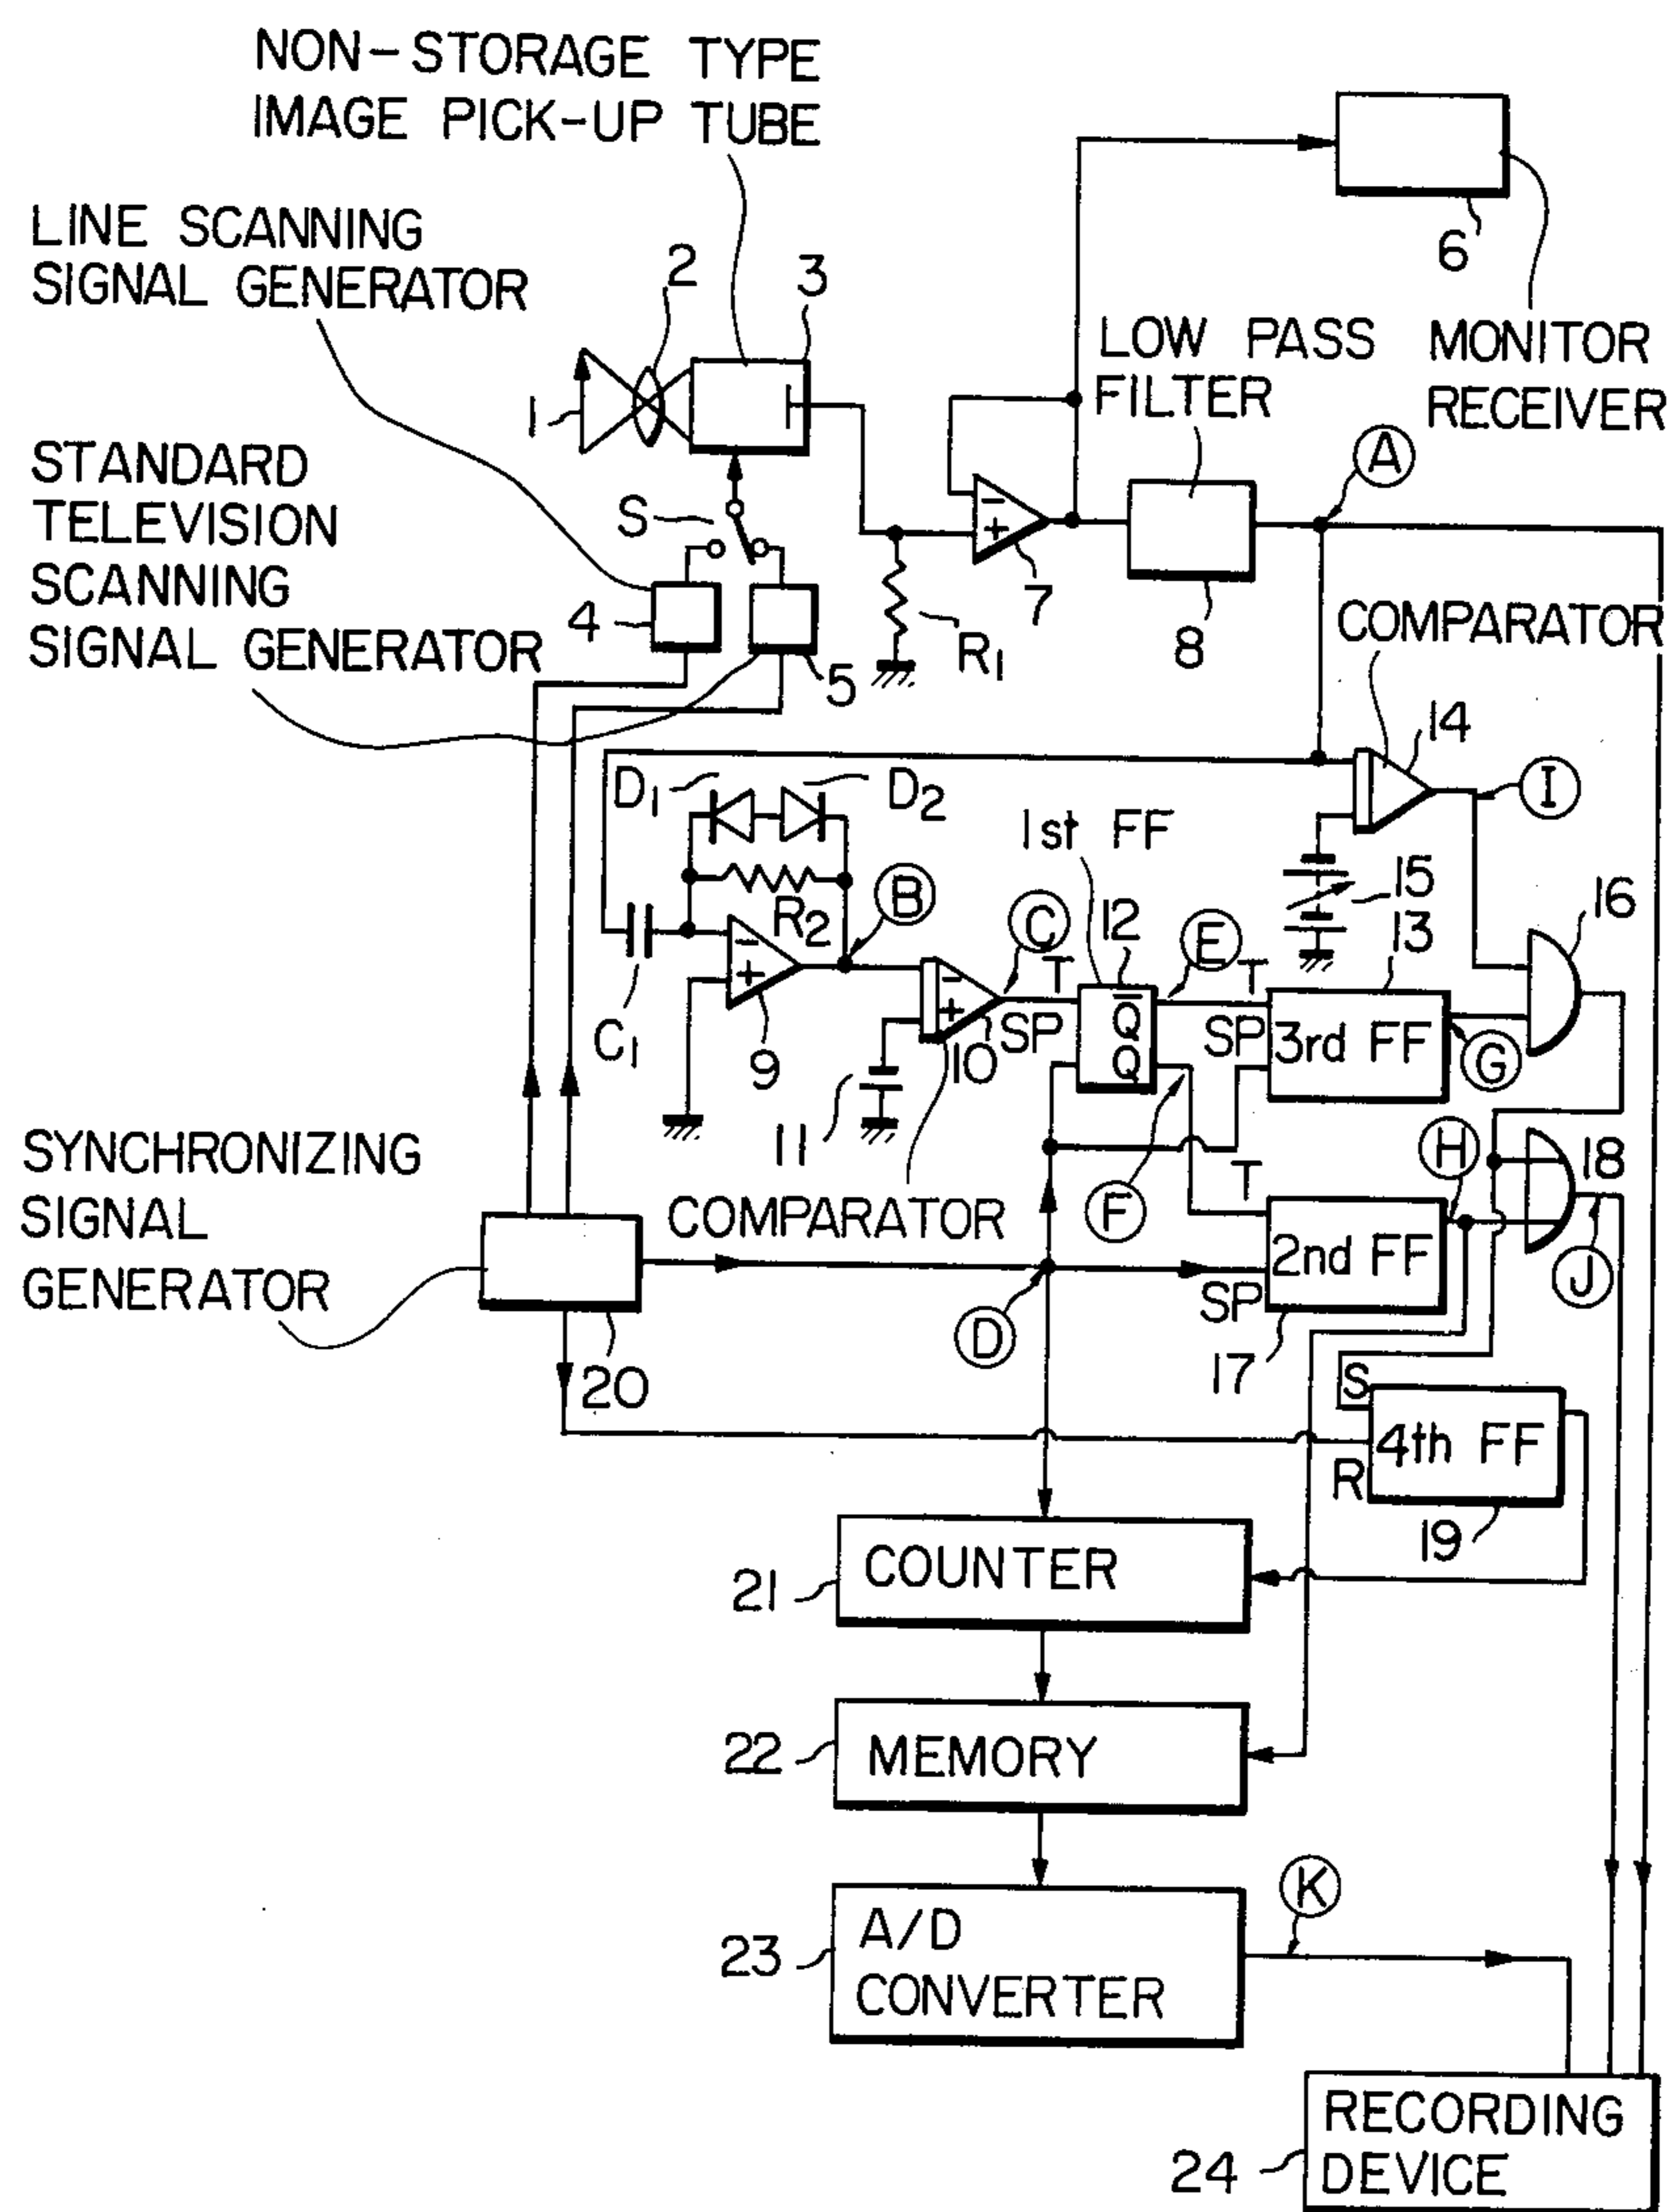 NON-STORAGE TYPE
IMAGE PICK-UP TUBE
LINE SCANNING
SIGNAL GENERATOR
2
3
6
LOW PASS
FILTER
MONITOR
RECEIVER
1
STANDARD
TELEVISION
SCANNING
SIGNAL GENERATOR
S
A
4
5
R1
7
8
COMPARATOR
14
I
D1
D2
1st FF
R2
B
15
16
C1
9
C
T
12
E
T
13
10
SP
Q
Q
SP
3rd FF
G
11
SYNCHRONIZING
SIGNAL
GENERATOR
COMPARATOR
F
T
H
18
2nd FF
J
D
SP
17
20
S
4th FF
R
19
COUNTER
21
MEMORY
22
K
A/D
CONVERTER
23
RECORDING
DEVICE
24